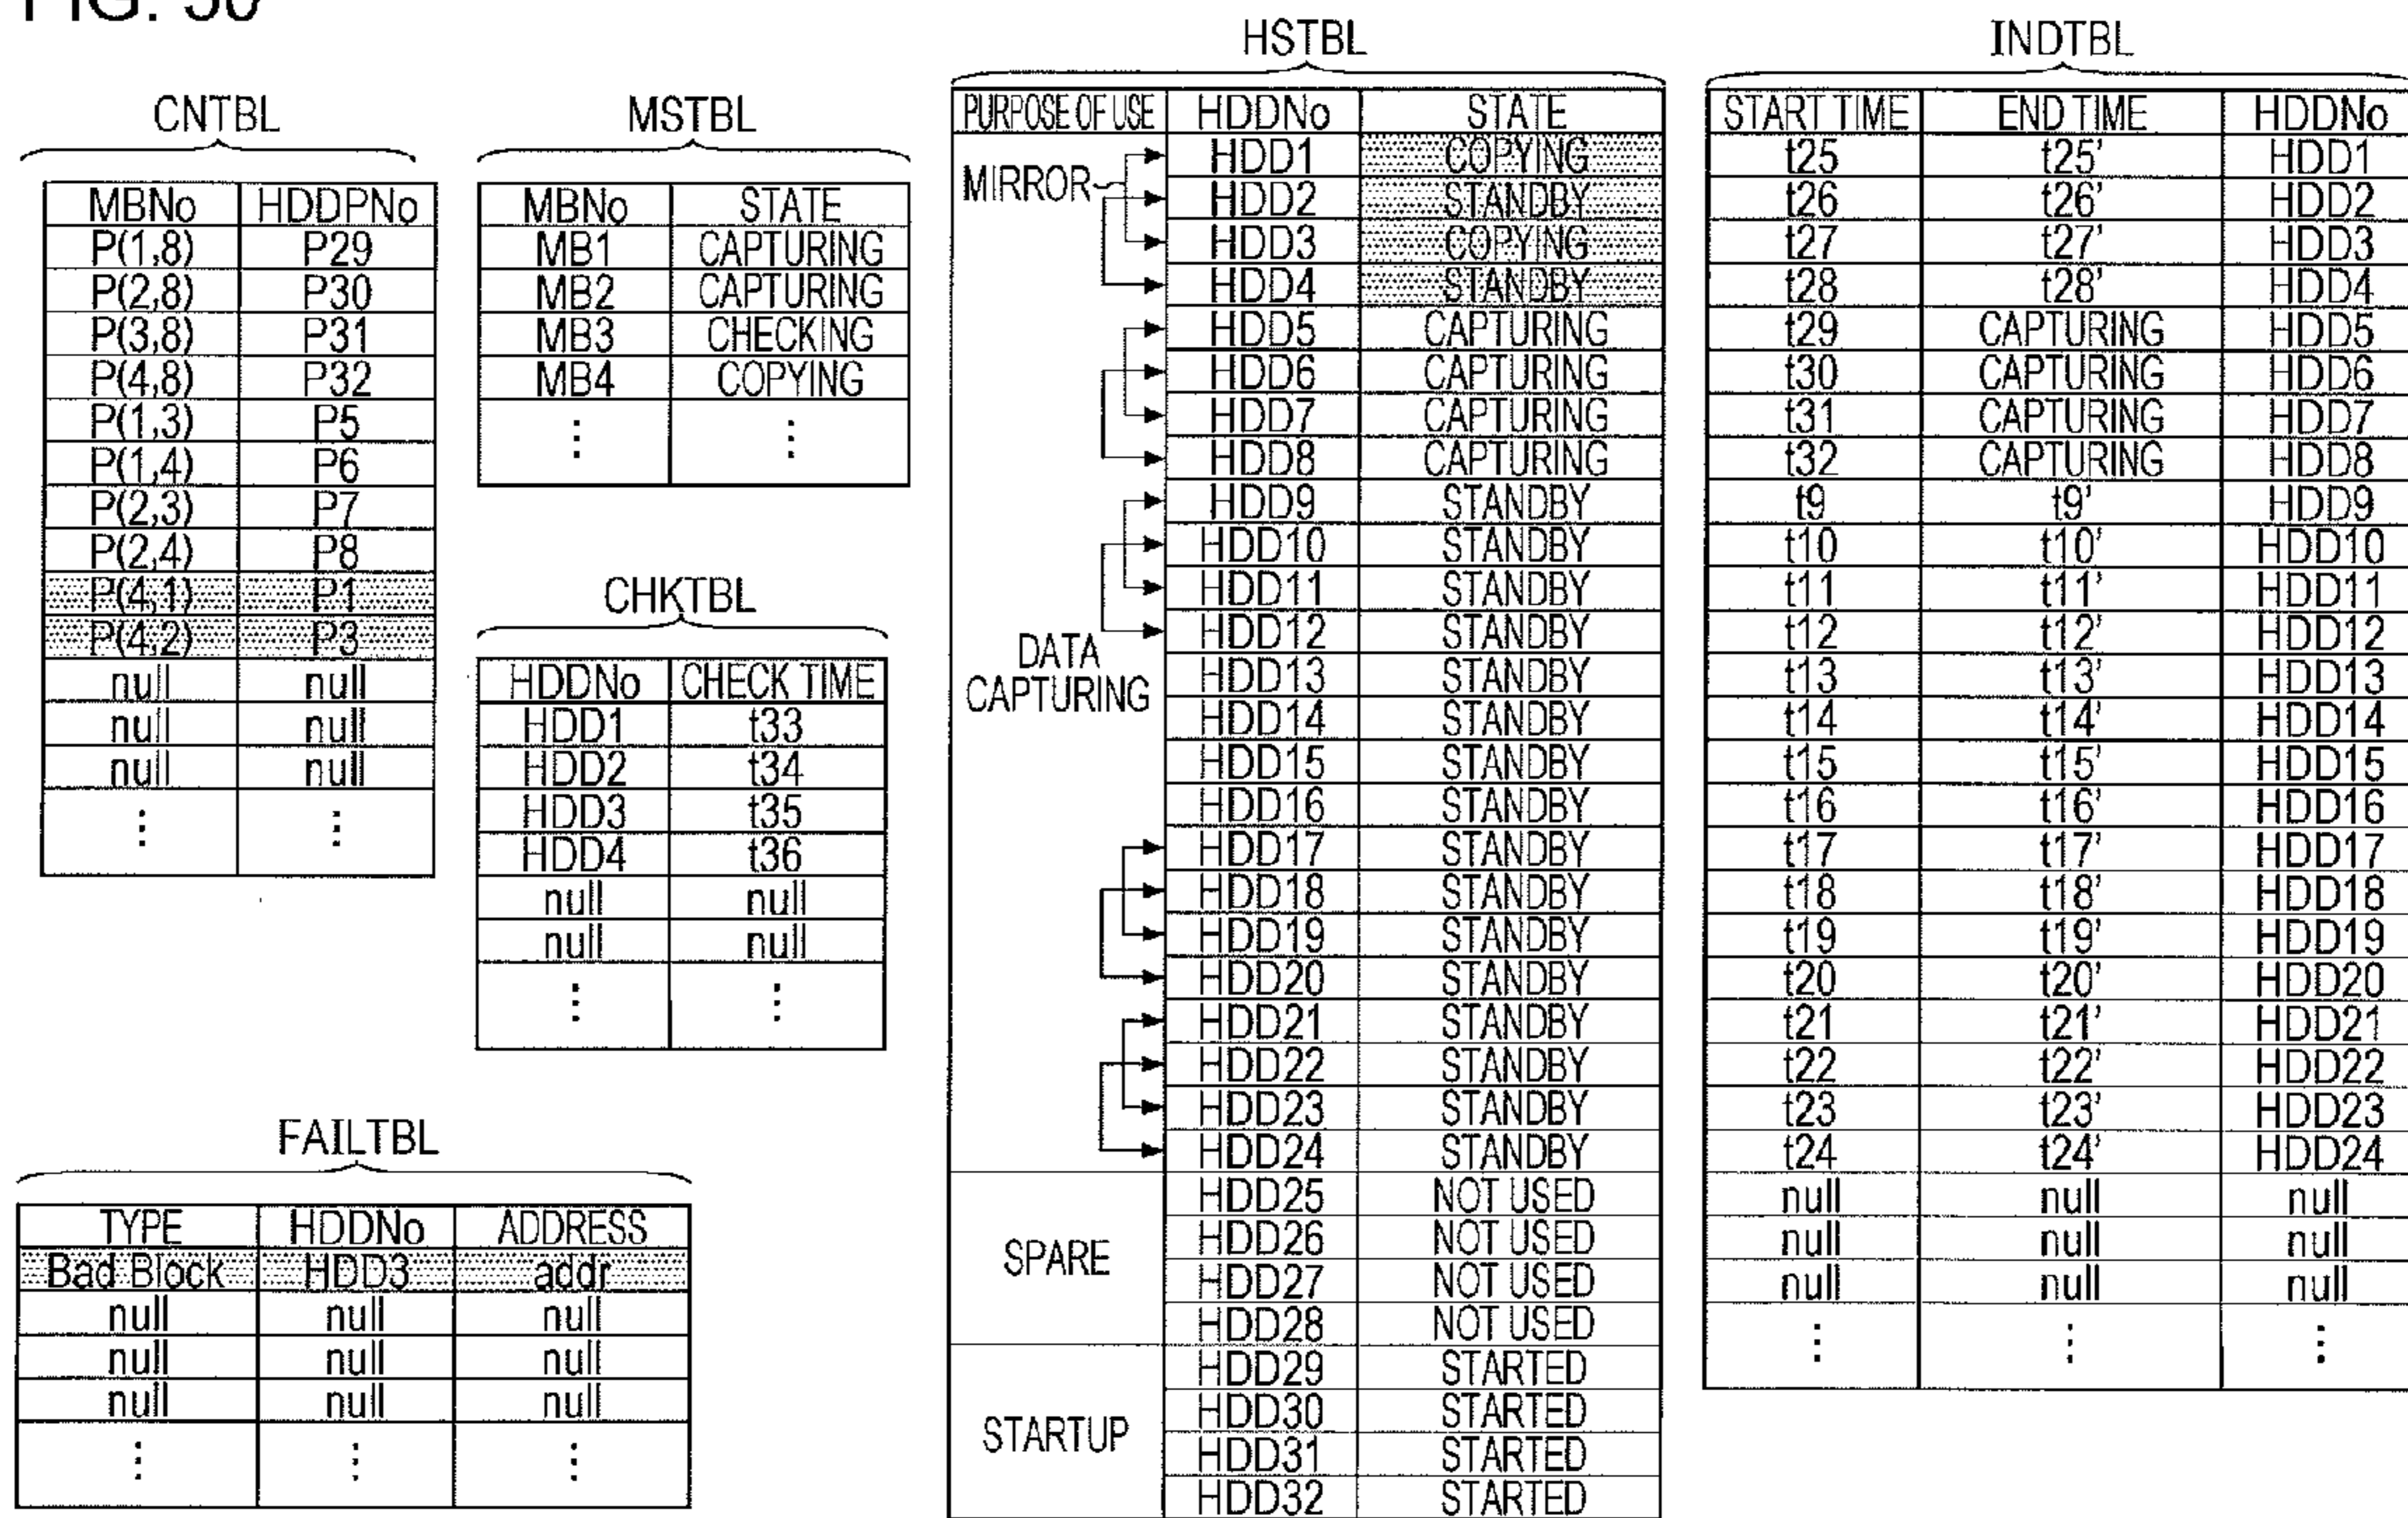 FIG. 50
CNTBL
MBNo HDDPNo
P(1,8) P29
P(2,8) P30
P(3,8) P31
P(4,8) P32
P(1,3) P5
P(1,4) P6
P(2,3) P7
P(2,4) P8
P(4,1) P1
P(4,2) P3
null null
null null
null null
⋮ ⋮
MSTBL
MBNo STATE
MB1 CAPTURING
MB2 CAPTURING
MB3 CHECKING
MB4 COPYING
⋮ ⋮
CHKTBL
HDDNo CHECK TIME
HDD1 t33
HDD2 t34
HDD3 t35
HDD4 t36
null null
null null
⋮ ⋮
FAILTBL
TYPE HDDNo ADDRESS
Bad Block HDD3 addr
null null null
null null null
null null null
⋮ ⋮ ⋮
HSTBL
PURPOSE OF USE HDDNo STATE
HDD1 COPYING
MIRROR HDD2 STANDBY
HDD3 COPYING
HDD4 STANDBY
HDD5 CAPTURING
HDD6 CAPTURING
HDD7 CAPTURING
HDD8 CAPTURING
HDD9 STANDBY
HDD10 STANDBY
HDD11 STANDBY
HDD12 STANDBY
DATA
CAPTURING
HDD13 STANDBY
HDD14 STANDBY
HDD15 STANDBY
HDD16 STANDBY
HDD17 STANDBY
HDD18 STANDBY
HDD19 STANDBY
HDD20 STANDBY
HDD21 STANDBY
HDD22 STANDBY
HDD23 STANDBY
HDD24 STANDBY
SPARE
HDD25 NOT USED
HDD26 NOT USED
HDD27 NOT USED
HDD28 NOT USED
STARTUP
HDD29 STARTED
HDD30 STARTED
HDD31 STARTED
HDD32 STARTED
INDTBL
START TIME END TIME HDDNo
t25 t25' HDD1
t26 t26' HDD2
t27 t27' HDD3
t28 t28' HDD4
t29 CAPTURING HDD5
t30 CAPTURING HDD6
t31 CAPTURING HDD7
t32 CAPTURING HDD8
t9 t9' HDD9
t10 t10' HDD10
t11 t11' HDD11
t12 t12' HDD12
t13 t13' HDD13
t14 t14' HDD14
t15 t15' HDD15
t16 t16' HDD16
t17 t17' HDD17
t18 t18' HDD18
t19 t19' HDD19
t20 t20' HDD20
t21 t21' HDD21
t22 t22' HDD22
t23 t23' HDD23
t24 t24' HDD24
null null null
null null null
null null null
⋮ ⋮ ⋮